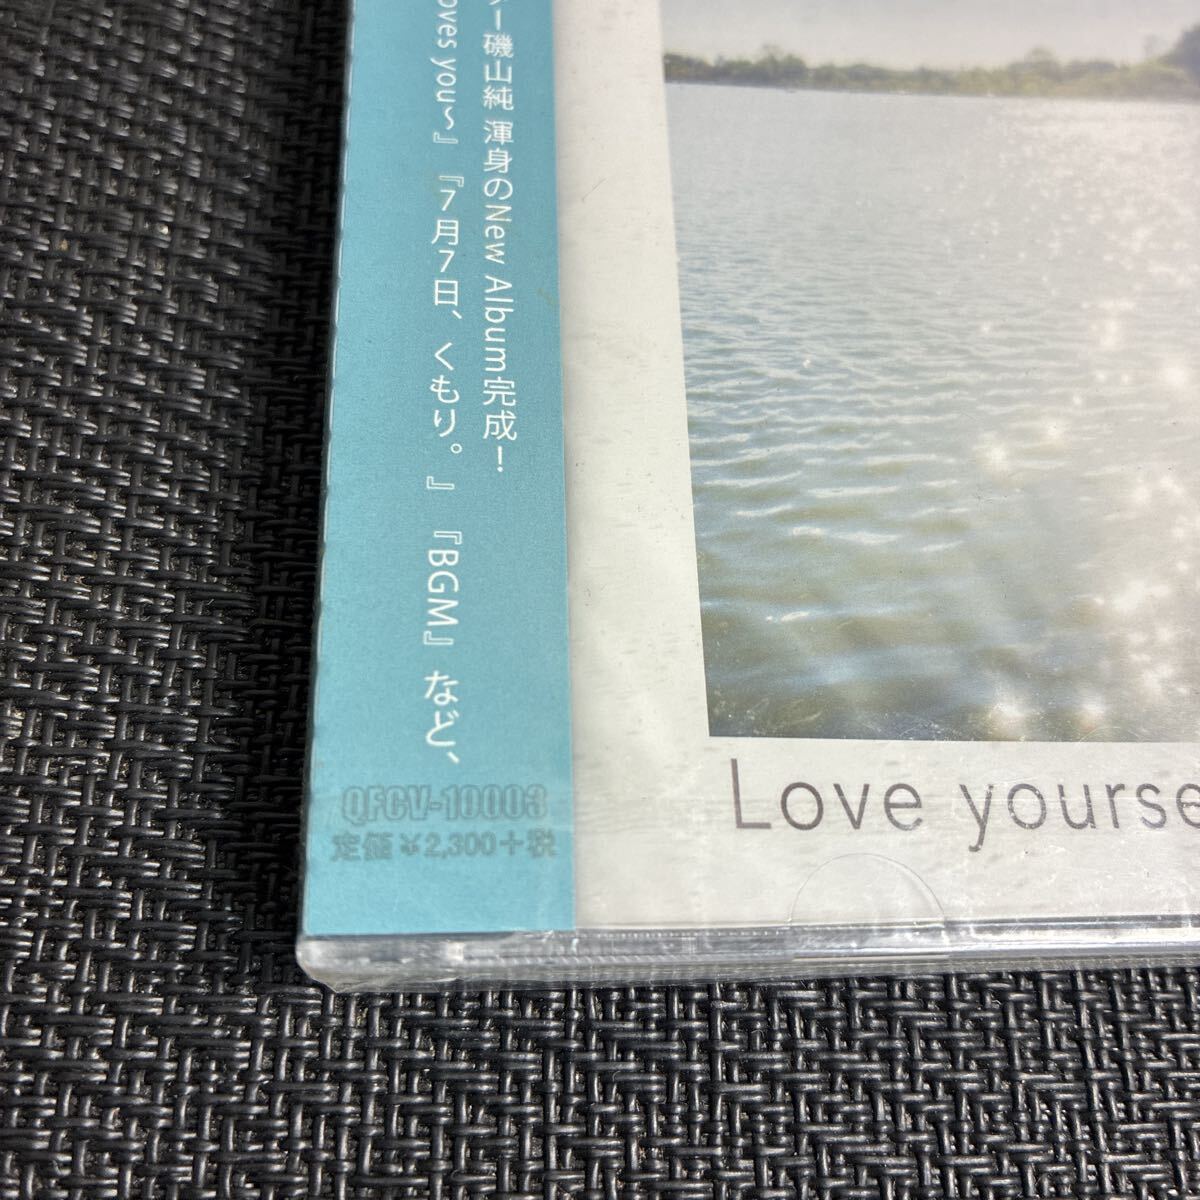 ー磯山純 渾身のNew Album完成！
oves you～』『7月7日、くもり。』『BGM』など、
QFCV-10003
定価￥2,300+税
Love yourse